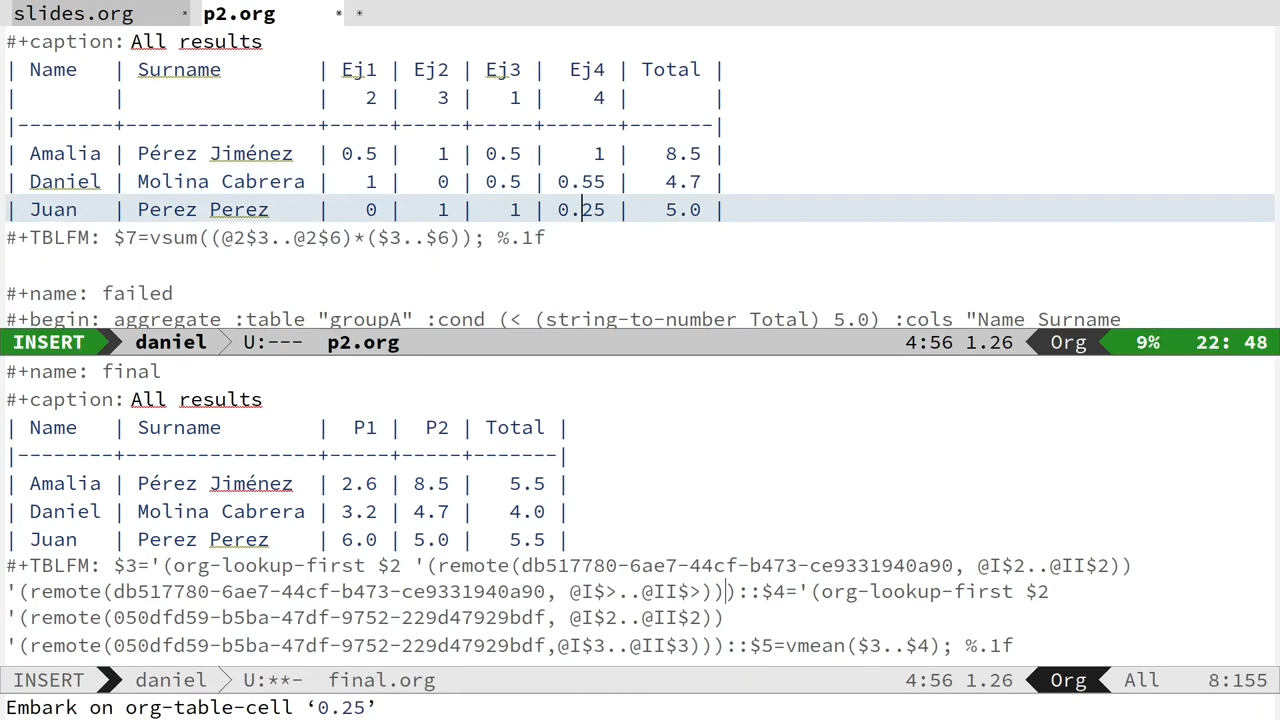 slides.org p2.org
#+caption: All results
| Name   | Surname        | Ej1 | Ej2 | Ej3 |  Ej4 | Total |
|        |                |   2 |   3 |   1 |    4 |       |
|--------+----------------+-----+-----+-----+------+-------|
| Amalia | Pérez Jiménez  | 0.5 |   1 | 0.5 |    1 |   8.5 |
| Daniel | Molina Cabrera |   1 |   0 | 0.5 | 0.55 |   4.7 |
| Juan   | Perez Perez    |   0 |   1 |   1 | 0.25 |   5.0 |
#+TBLFM: $7=vsum((@2$3..@2$6)*($3..$6)); %.1f
#+name: failed
#+begin: aggregate :table "groupA" :cond (< (string-to-number Total) 5.0) :cols "Name Surname
INSERT daniel U:--- p2.org 4:56 1.26 Org 9% 22: 48
#+name: final
#+caption: All results
| Name   | Surname        |  P1 |  P2 | Total |
|--------+----------------+-----+-----+-------|
| Amalia | Pérez Jiménez  | 2.6 | 8.5 |   5.5 |
| Daniel | Molina Cabrera | 3.2 | 4.7 |   4.0 |
| Juan   | Perez Perez    | 6.0 | 5.0 |   5.5 |
#+TBLFM: $3='(org-lookup-first $2 '(remote(db517780-6ae7-44cf-b473-ce9331940a90, @I$2..@II$2))
'(remote(db517780-6ae7-44cf-b473-ce9331940a90, @I$>..@II$>)))::$4='(org-lookup-first $2
'(remote(050dfd59-b5ba-47df-9752-229d47929bdf, @I$2..@II$2))
'(remote(050dfd59-b5ba-47df-9752-229d47929bdf,@I$3..@II$3)))::$5=vmean($3..$4); %.1f
INSERT daniel U:**- final.org 4:56 1.26 Org All 8:155
Embark on org-table-cell ‘0.25’